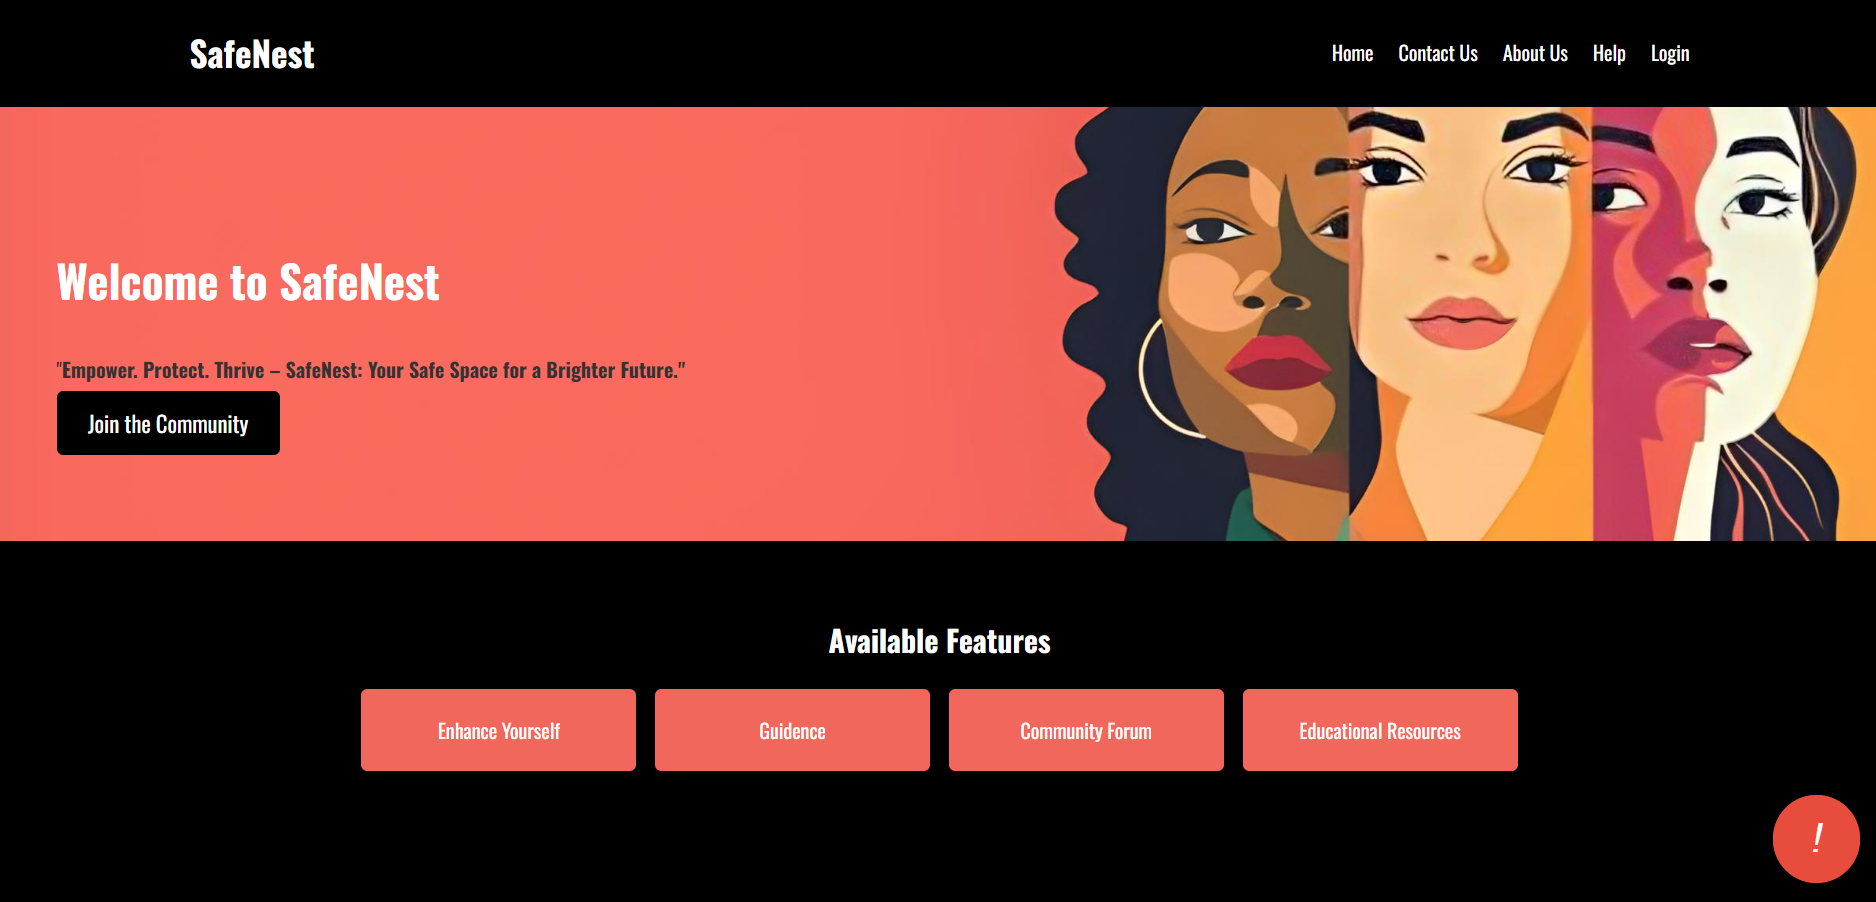 SafeNest
Home Contact Us About Us Help Login
Welcome to SafeNest
"Empower. Protect. Thrive – SafeNest: Your Safe Space for a Brighter Future."
Join the Community
Available Features
Enhance Yourself
Guidence
Community Forum
Educational Resources
!